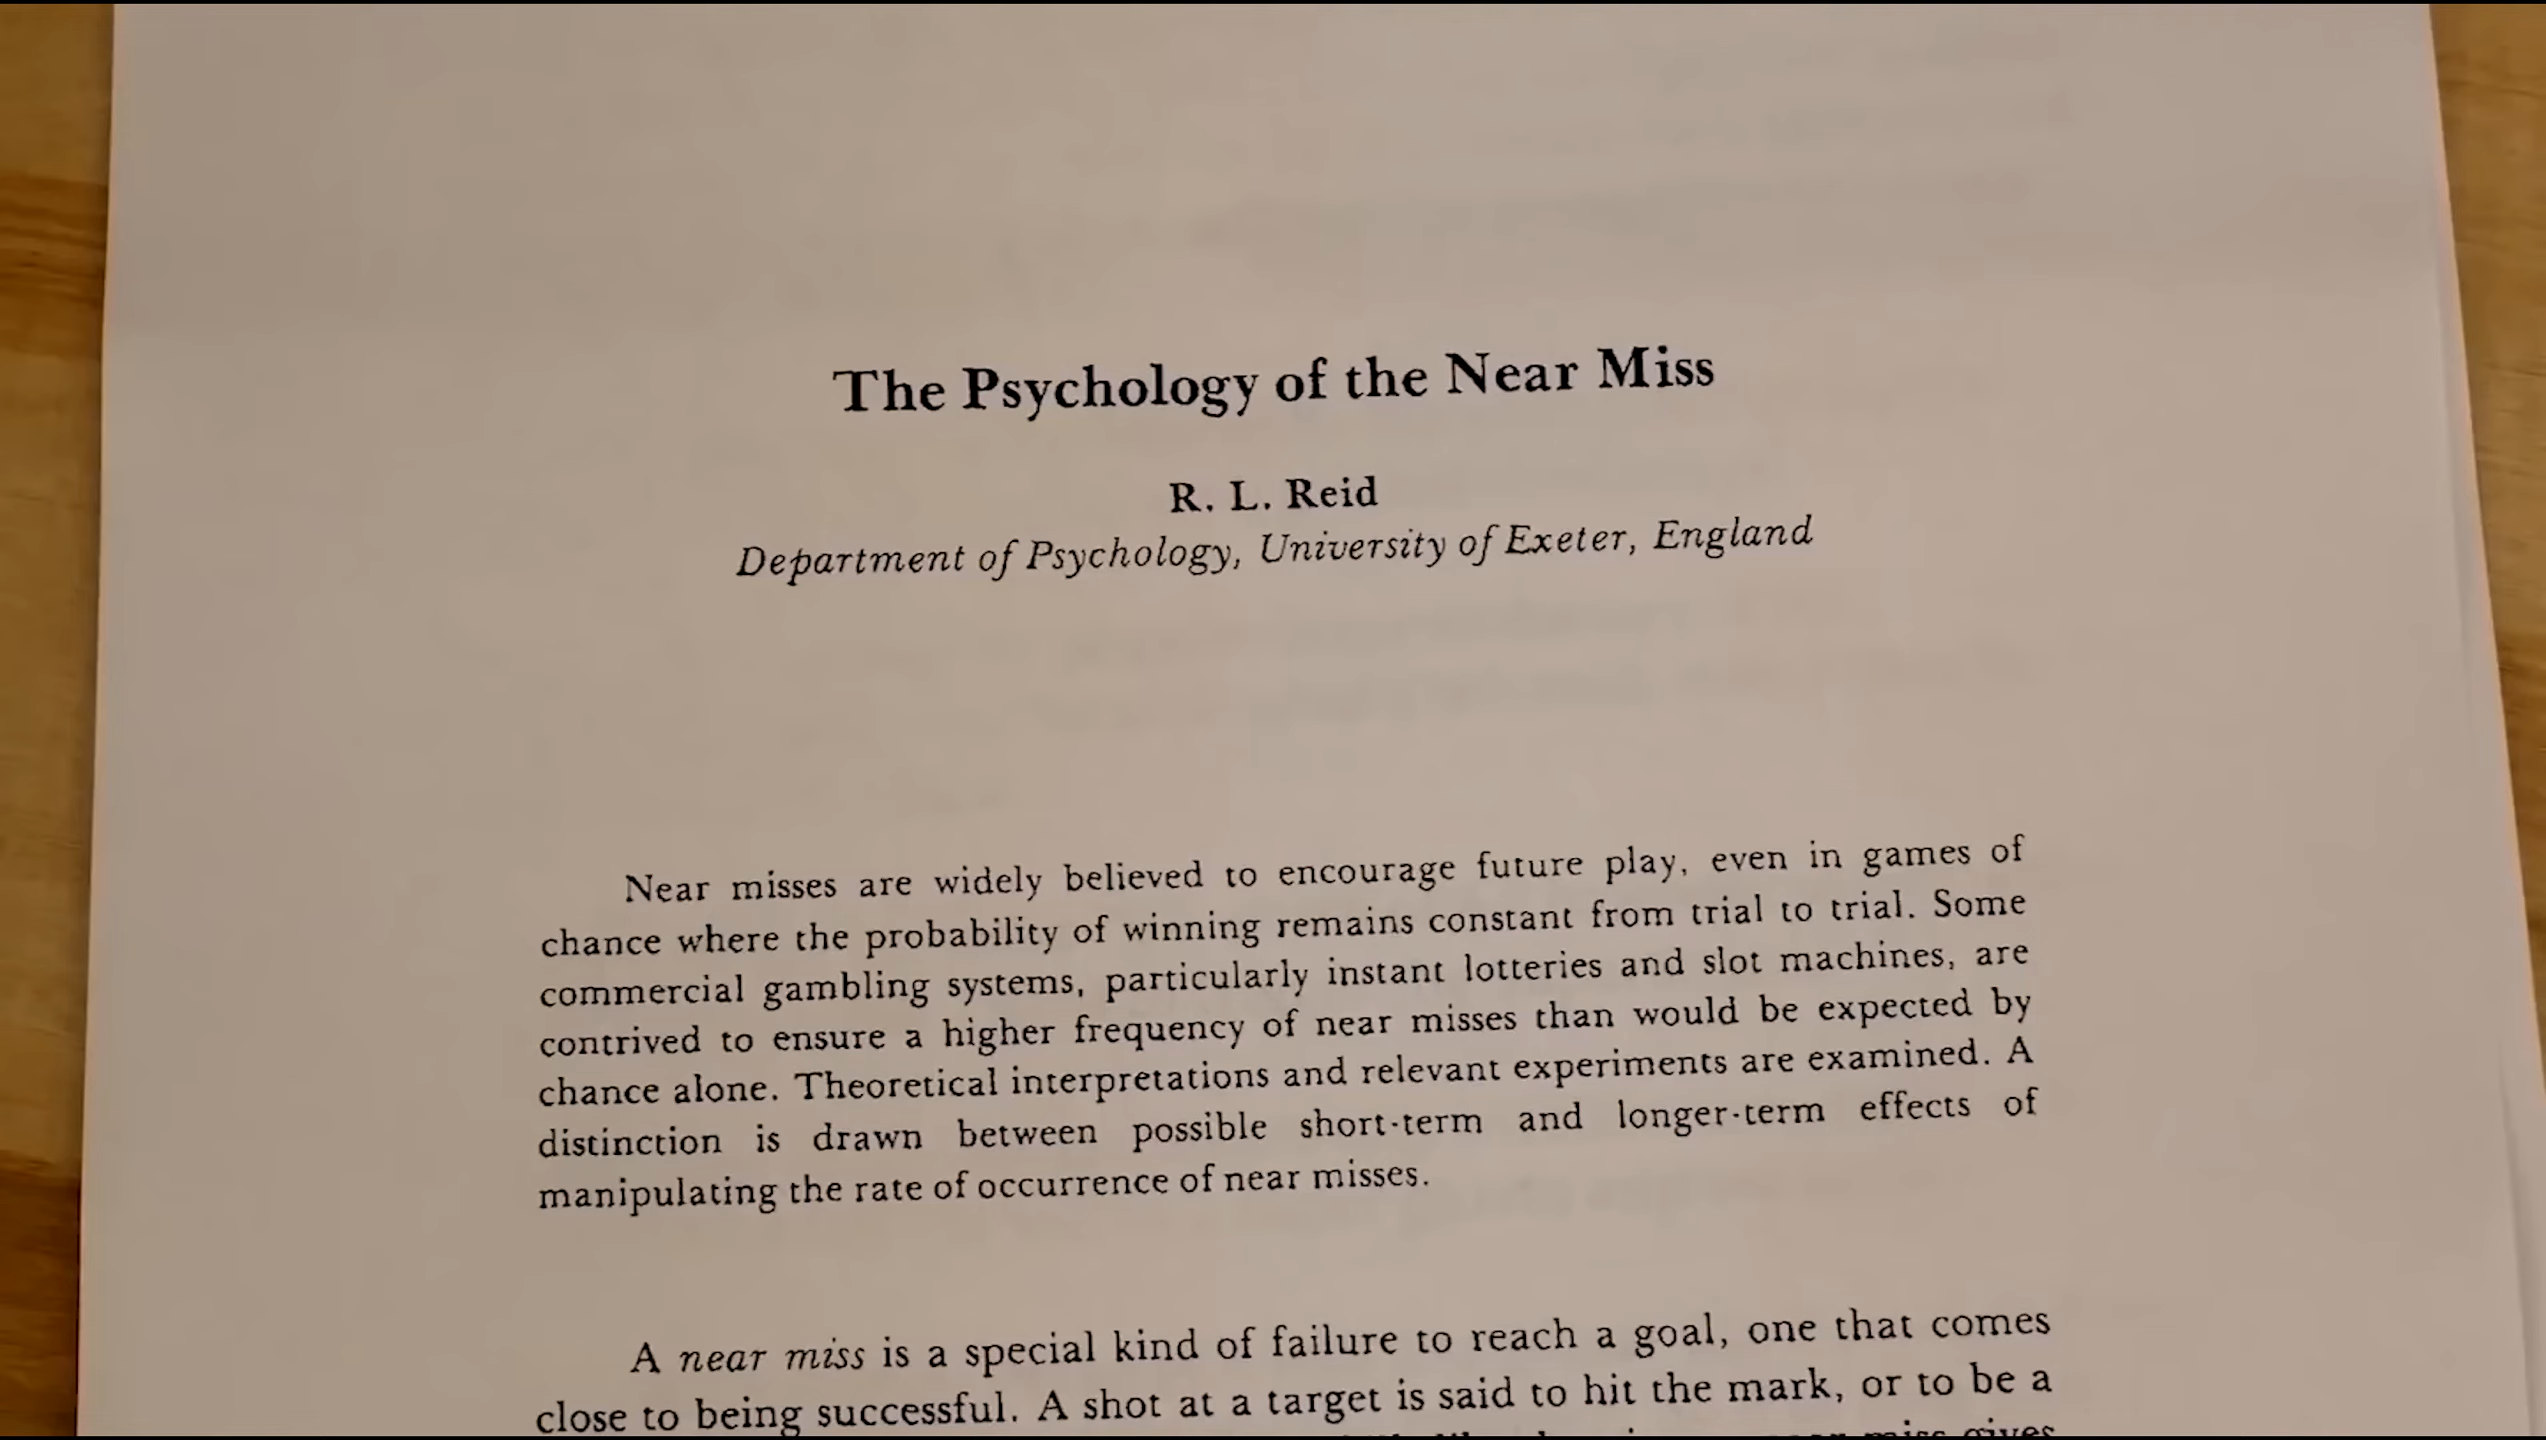 The Psychology of the Near Miss
R. L. Reid
Department of Psychology, University of Exeter, England
Near misses are widely believed to encourage future play, even in games of
chance where the probability of winning remains constant from trial to trial. Some
commercial gambling systems, particularly instant lotteries and slot machines, are
contrived to ensure a higher frequency of near misses than would be expected by
chance alone. Theoretical interpretations and relevant experiments are examined. A
distinction is drawn between possible short-term and longer-term effects of
manipulating the rate of occurrence of near misses.
A near miss is a special kind of failure to reach a goal, one that comes
close to being successful. A shot at a target is said to hit the mark, or to be a
miss gives